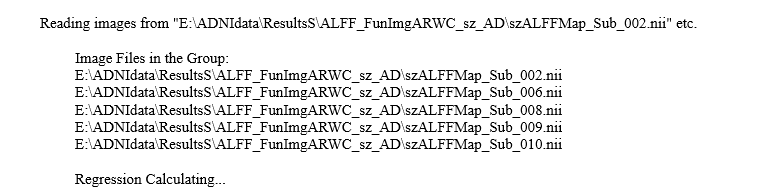 Reading images from "E:\ADNIdata\ResultsS\ALFF_FunImgARWC_sz_AD\szALFFMap_Sub_002.nii" etc.
Image Files in the Group:
E:\ADNIdata\ResultsS\ALFF_FunImgARWC_sz_AD\szALFFMap_Sub_002.nii
E:\ADNIdata\ResultsS\ALFF_FunImgARWC_sz_AD\szALFFMap_Sub_006.nii
E:\ADNIdata\ResultsS\ALFF_FunImgARWC_sz_AD\szALFFMap_Sub_008.nii
E:\ADNIdata\ResultsS\ALFF_FunImgARWC_sz_AD\szALFFMap_Sub_009.nii
E:\ADNIdata\ResultsS\ALFF_FunImgARWC_sz_AD\szALFFMap_Sub_010.nii
Regression Calculating...